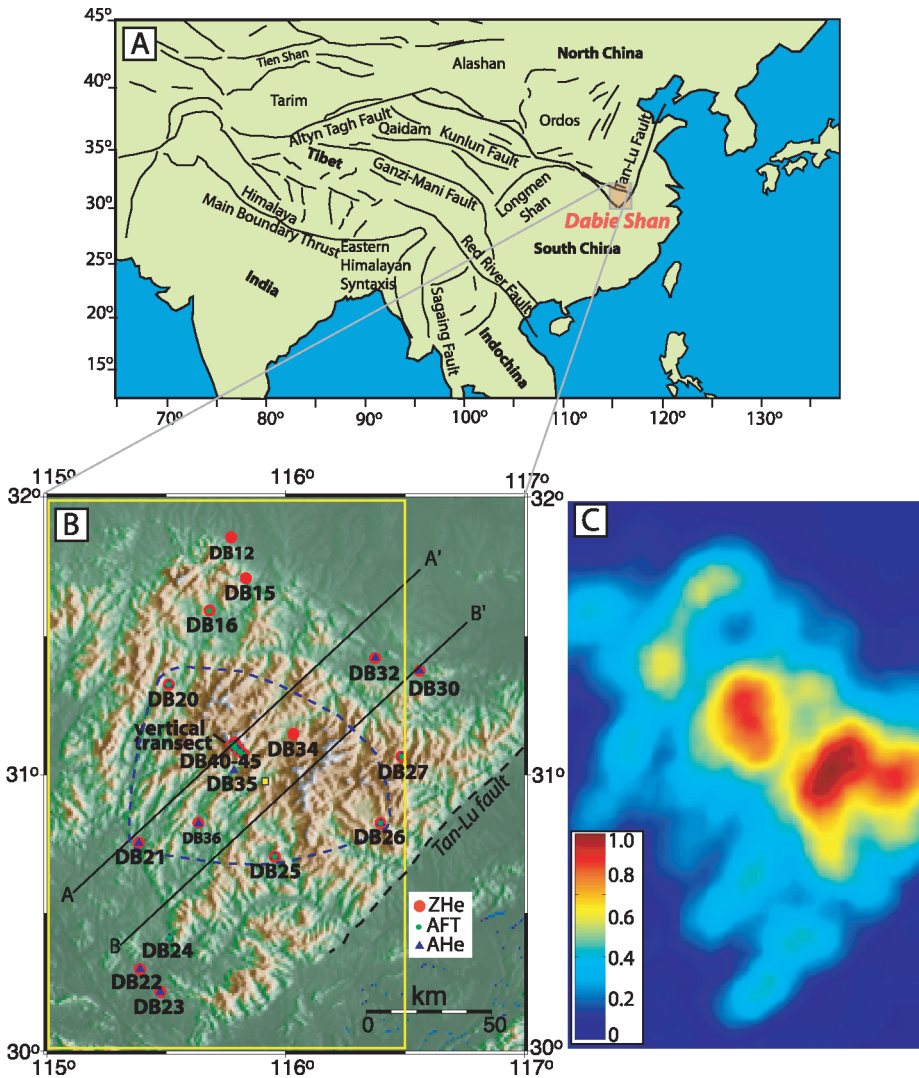 A
45º
40º
35º
30º
25º
20º
15º
70º
80º
90º
100º
110º
120º
130º
Tien Shan
Alashan
North China
Tarim
Ordos
Altyn Tagh Fault
Qaidam
Kunlun Fault
Tibet
Ganzi-Mani Fault
Longmen
Shan
Tan-Lu Fault
Himalaya
Main Boundary Thrust
Dabie Shan
South China
Eastern
Himalayan
Syntaxis
India
Red River Fault
Sagaing Fault
Indochina
115º
116º
117º
32º
32º
B
DB12
DB15
DB16
A'
B'
DB32
DB30
DB20
vertical
transect
DB34
DB40-45
DB35
DB27
31º
31º
DB36
DB26
DB21
DB25
Tan-Lu fault
A
B
DB24
DB22
DB23
ZHe
AFT
AHe
km
0
50
30º
30º
115º
116º
117º
C
1.0
0.8
0.6
0.4
0.2
0